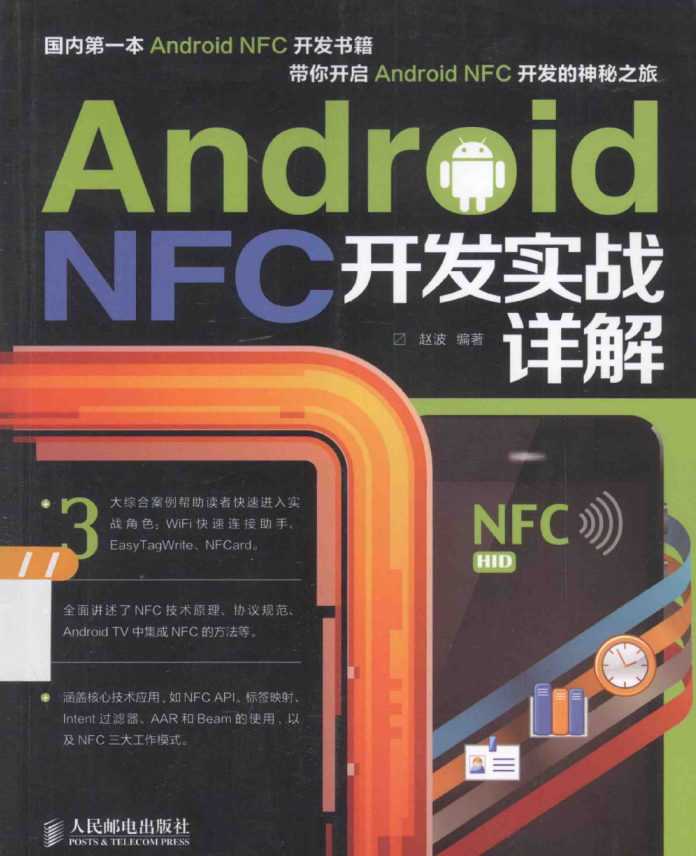 国内第一本 Android NFC 开发书籍
带你开启 Android NFC 开发的神秘之旅
Android
NFC 开发实战
详解
赵波 编著
3
大综合案例帮助读者快速进入实
战角色：WiFi 快速连接助手、
EasyTagWrite、NFCard。
全面讲述了 NFC 技术原理、协议规范、
Android TV 中集成 NFC 的方法等。
涵盖核心技术应用，如 NFC API、标签映射、
Intent 过滤器、AAR 和 Beam 的使用，以
及 NFC 三大工作模式。
NFC
HID
人民邮电出版社
POSTS & TELECOM PRESS